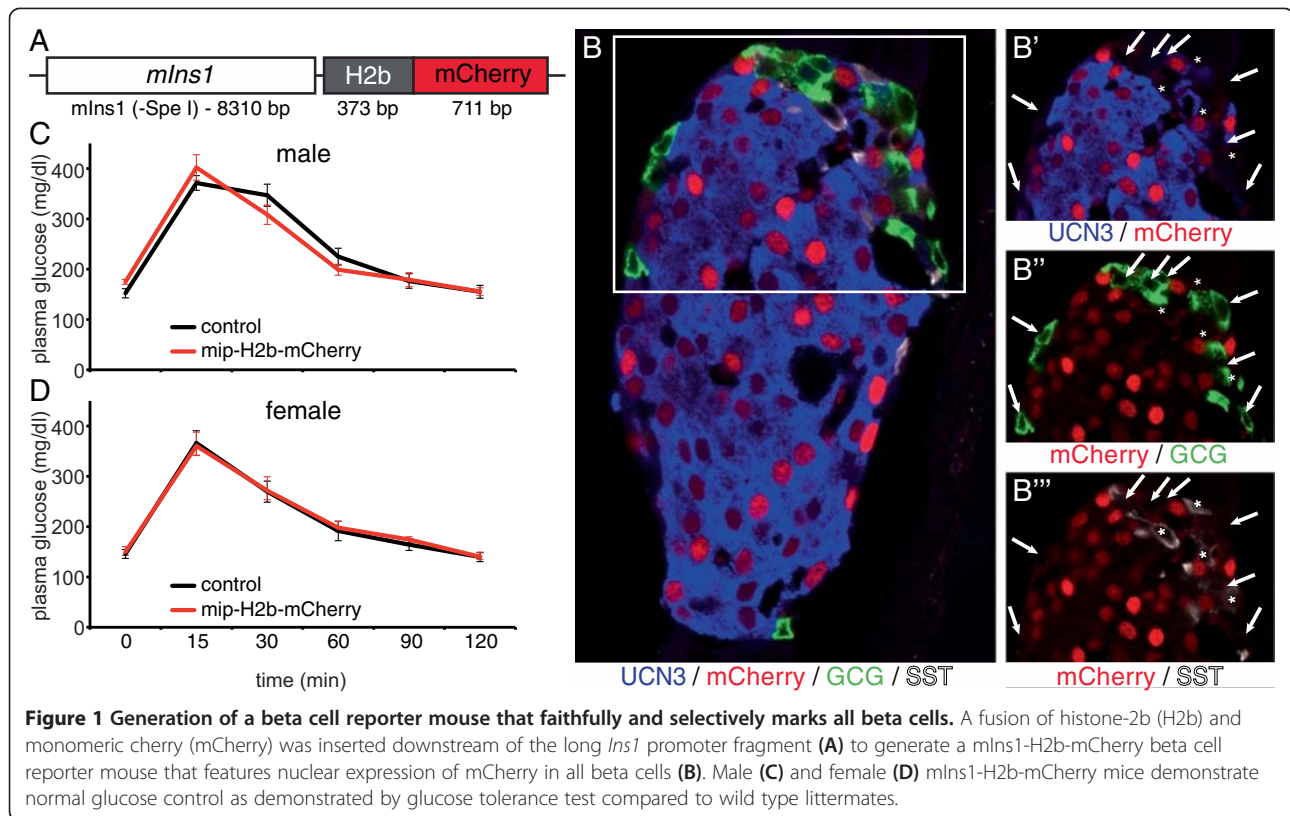 A
mIns1
H2b
mCherry
mIns1 (-Spe I) - 8310 bp
373 bp
711 bp
C
male
plasma glucose (mg/dl)
400
300
200
100
0
control
mip-H2b-mCherry
D
female
plasma glucose (mg/dl)
400
300
200
100
0
control
mip-H2b-mCherry
0 15 30 60 90 120
time (min)
B
UCN3 / mCherry / GCG / SST
B'
UCN3 / mCherry
B''
mCherry / GCG
B'''
mCherry / SST
Figure 1 Generation of a beta cell reporter mouse that faithfully and selectively marks all beta cells. A fusion of histone-2b (H2b) and
monomeric cherry (mCherry) was inserted downstream of the long Ins1 promoter fragment (A) to generate a mIns1-H2b-mCherry beta cell
reporter mouse that features nuclear expression of mCherry in all beta cells (B). Male (C) and female (D) mIns1-H2b-mCherry mice demonstrate
normal glucose control as demonstrated by glucose tolerance test compared to wild type littermates.